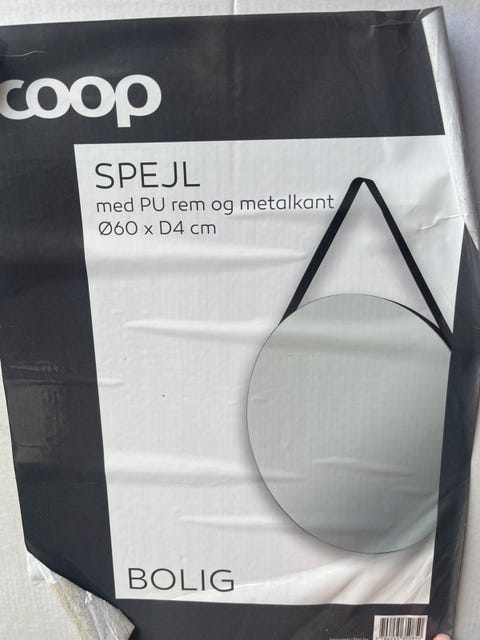 coop
SPEJL
med PU rem og metalkant
Ø60 x D4 cm
BOLIG